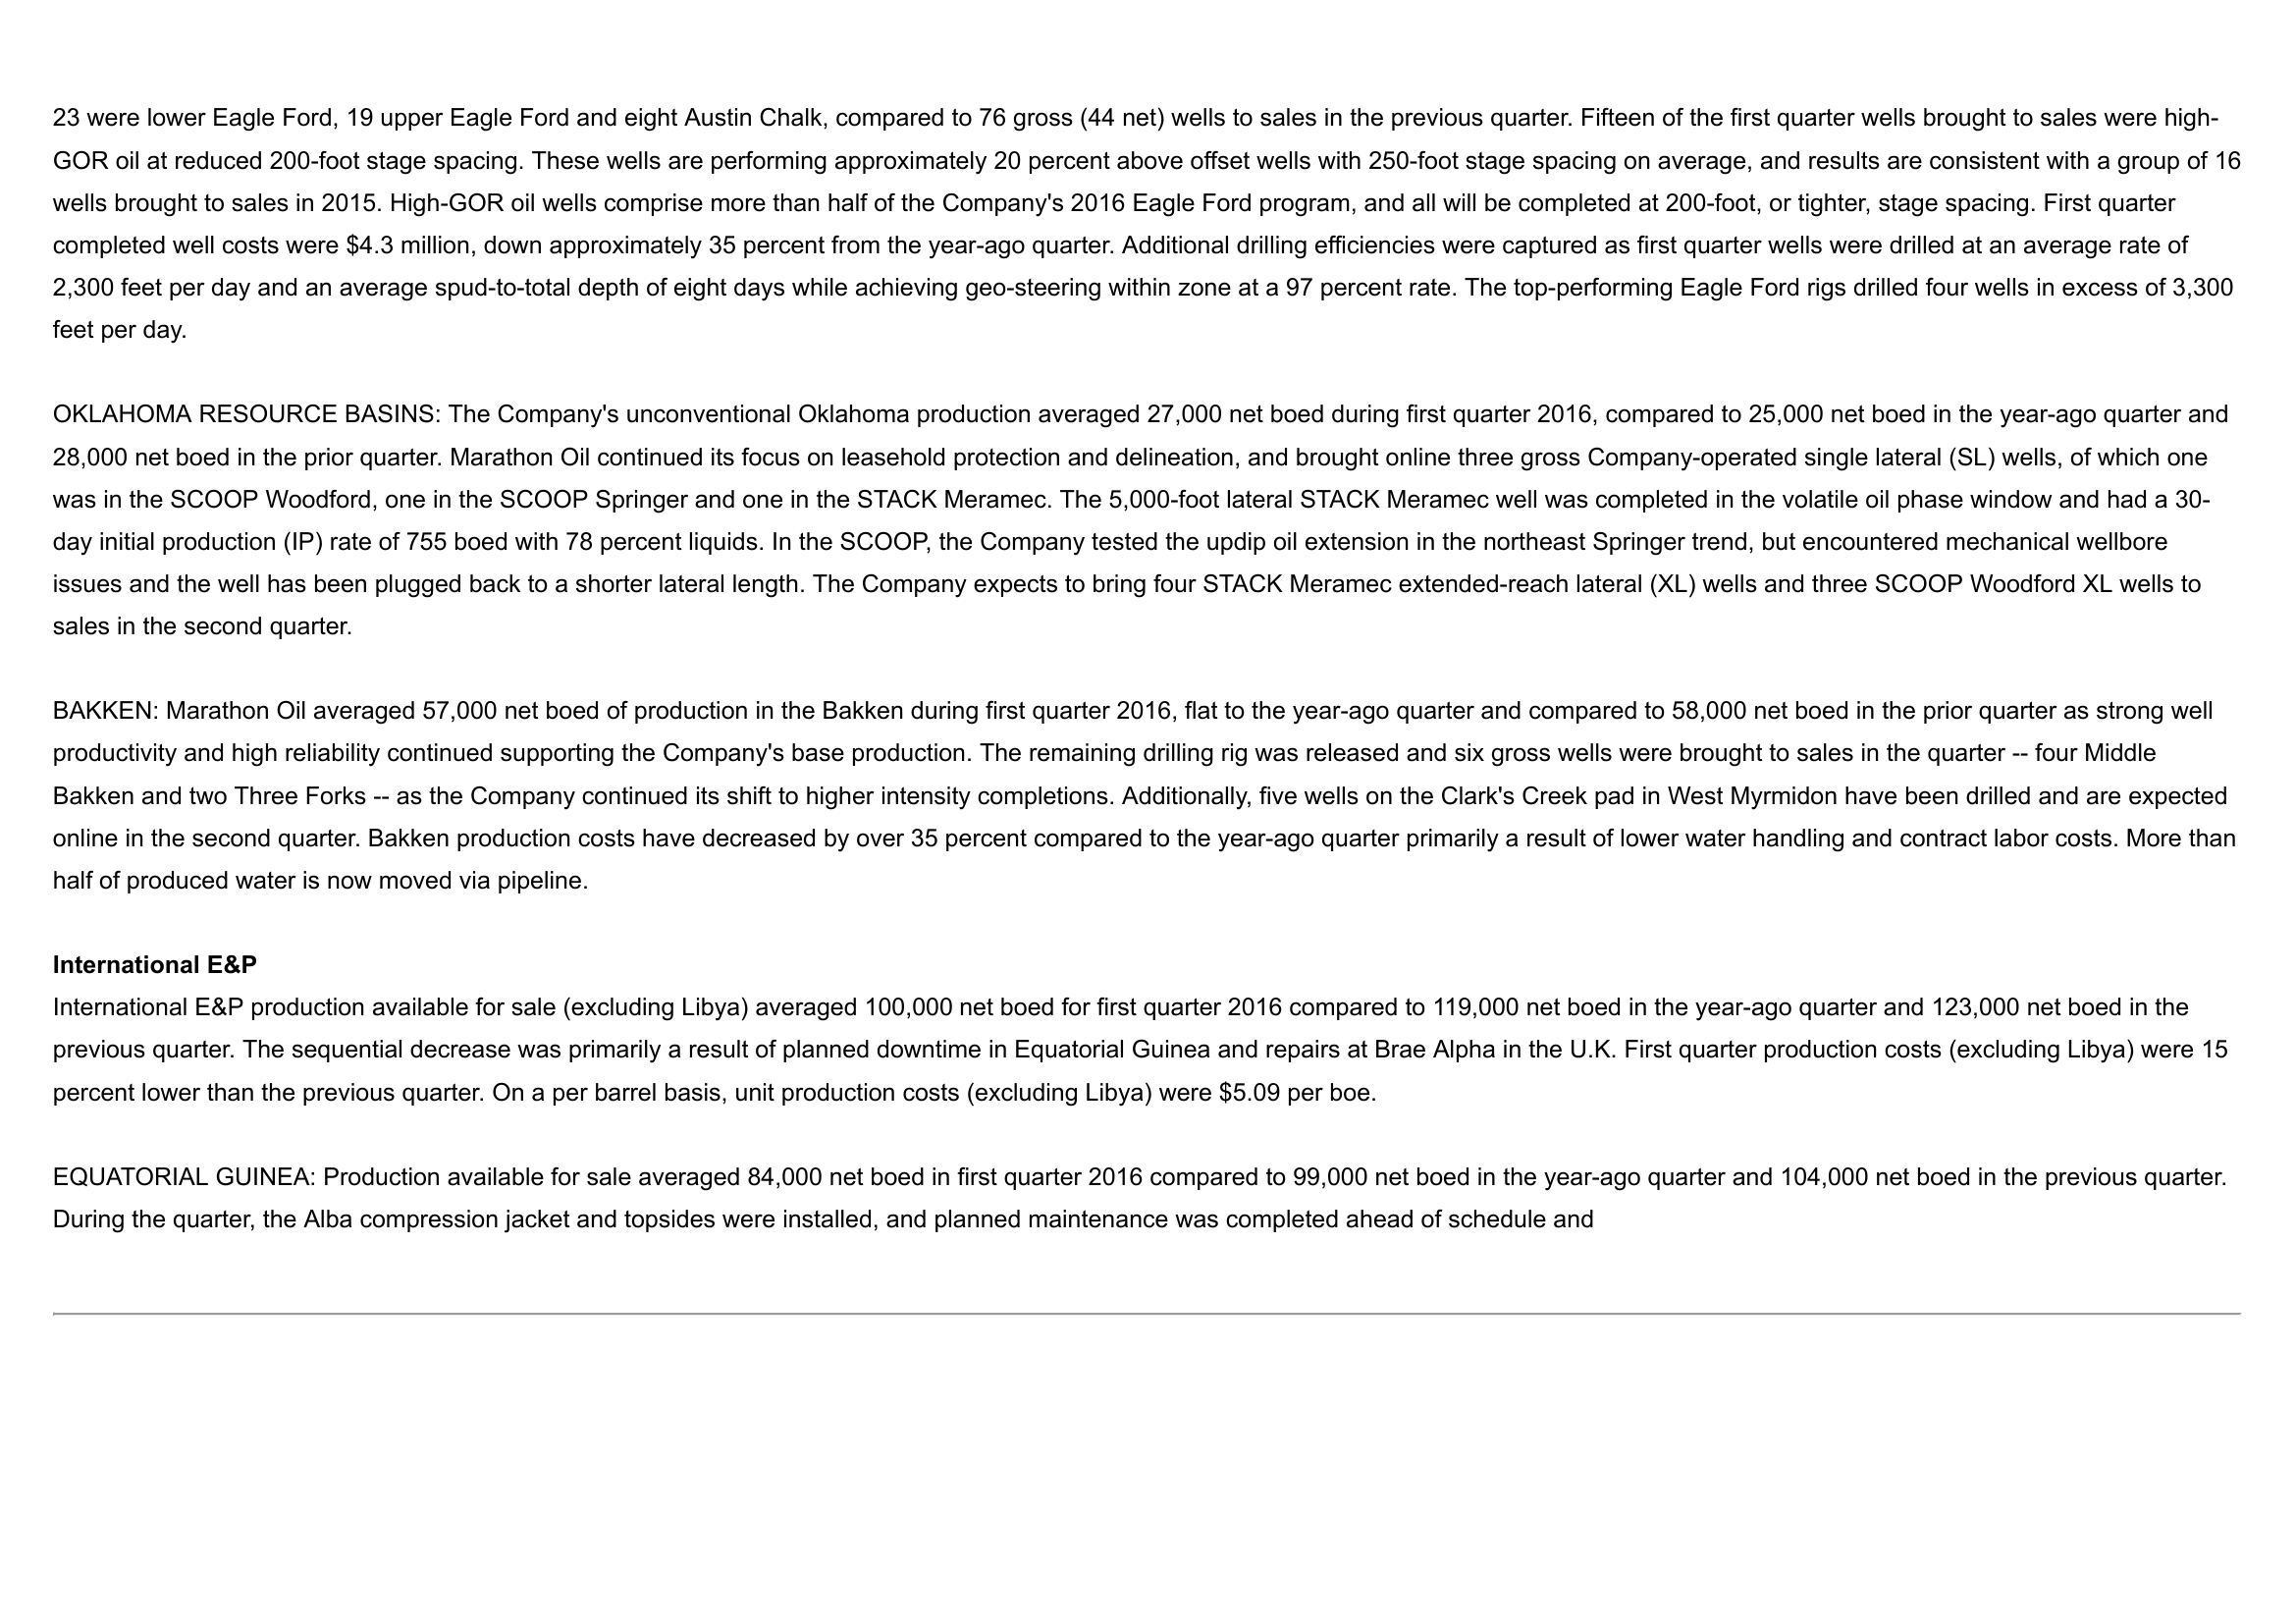 23 were lower Eagle Ford, 19 upper Eagle Ford and eight Austin Chalk, compared to 76 gross (44 net) wells to sales in the previous quarter. Fifteen of the first quarter wells brought to sales were high-
GOR oil at reduced 200-foot stage spacing. These wells are performing approximately 20 percent above offset wells with 250-foot stage spacing on average, and results are consistent with a group of 16
wells brought to sales in 2015. High-GOR oil wells comprise more than half of the Company's 2016 Eagle Ford program, and all will be completed at 200-foot, or tighter, stage spacing. First quarter
completed well costs were $4.3 million, down approximately 35 percent from the year-ago quarter. Additional drilling efficiencies were captured as first quarter wells were drilled at an average rate of
2,300 feet per day and an average spud-to-total depth of eight days while achieving geo-steering within zone at a 97 percent rate. The top-performing Eagle Ford rigs drilled four wells in excess of 3,300
feet per day.
OKLAHOMA RESOURCE BASINS: The Company's unconventional Oklahoma production averaged 27,000 net boed during first quarter 2016, compared to 25,000 net boed in the year-ago quarter and
28,000 net boed in the prior quarter. Marathon Oil continued its focus on leasehold protection and delineation, and brought online three gross Company-operated single lateral (SL) wells, of which one
was in the SCOOP Woodford, one in the SCOOP Springer and one in the STACK Meramec. The 5,000-foot lateral STACK Meramec well was completed in the volatile oil phase window and had a 30-
day initial production (IP) rate of 755 boed with 78 percent liquids. In the SCOOP, the Company tested the updip oil extension in the northeast Springer trend, but encountered mechanical wellbore
issues and the well has been plugged back to a shorter lateral length. The Company expects to bring four STACK Meramec extended-reach lateral (XL) wells and three SCOOP Woodford XL wells to
sales in the second quarter.
BAKKEN: Marathon Oil averaged 57,000 net boed of production in the Bakken during first quarter 2016, flat to the year-ago quarter and compared to 58,000 net boed in the prior quarter as strong well
productivity and high reliability continued supporting the Company's base production. The remaining drilling rig was released and six gross wells were brought to sales in the quarter -- four Middle
Bakken and two Three Forks -- as the Company continued its shift to higher intensity completions. Additionally, five wells on the Clark's Creek pad in West Myrmidon have been drilled and are expected
online in the second quarter. Bakken production costs have decreased by over 35 percent compared to the year-ago quarter primarily a result of lower water handling and contract labor costs. More than
half of produced water is now moved via pipeline.
International E&P
International E&P production available for sale (excluding Libya) averaged 100,000 net boed for first quarter 2016 compared to 119,000 net boed in the year-ago quarter and 123,000 net boed in the
previous quarter. The sequential decrease was primarily a result of planned downtime in Equatorial Guinea and repairs at Brae Alpha in the U.K. First quarter production costs (excluding Libya) were 15
percent lower than the previous quarter. On a per barrel basis, unit production costs (excluding Libya) were $5.09 per boe.
EQUATORIAL GUINEA: Production available for sale averaged 84,000 net boed in first quarter 2016 compared to 99,000 net boed in the year-ago quarter and 104,000 net boed in the previous quarter.
During the quarter, the Alba compression jacket and topsides were installed, and planned maintenance was completed ahead of schedule and